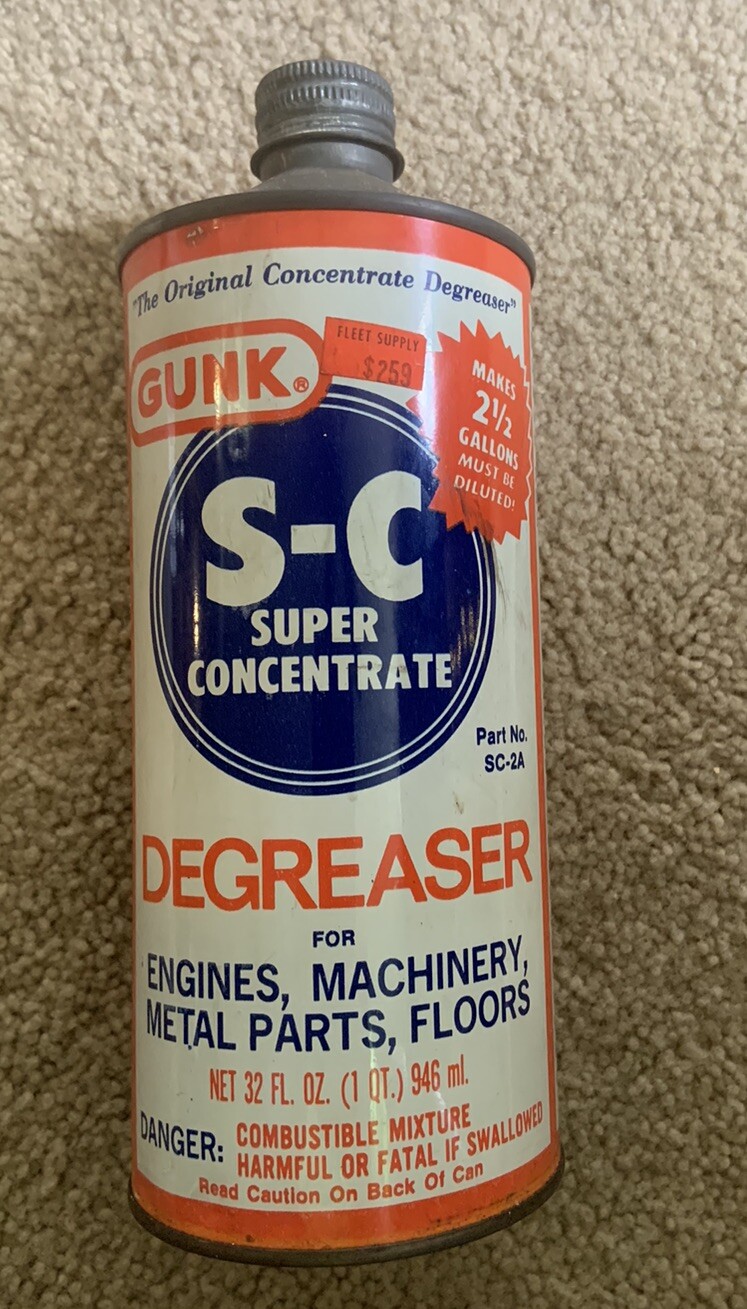 "The Original Concentrate Degreaser"
GUNK®
FLEET SUPPLY
$259
MAKES
2½
GALLONS
MUST BE
DILUTED!
S-C
SUPER
CONCENTRATE
Part No.
SC-2A
DEGREASER
FOR
ENGINES, MACHINERY,
METAL PARTS, FLOORS
NET 32 FL. OZ. (1 QT.) 946 ml.
DANGER: COMBUSTIBLE MIXTURE
HARMFUL OR FATAL IF SWALLOWED
Read Caution On Back Of Can